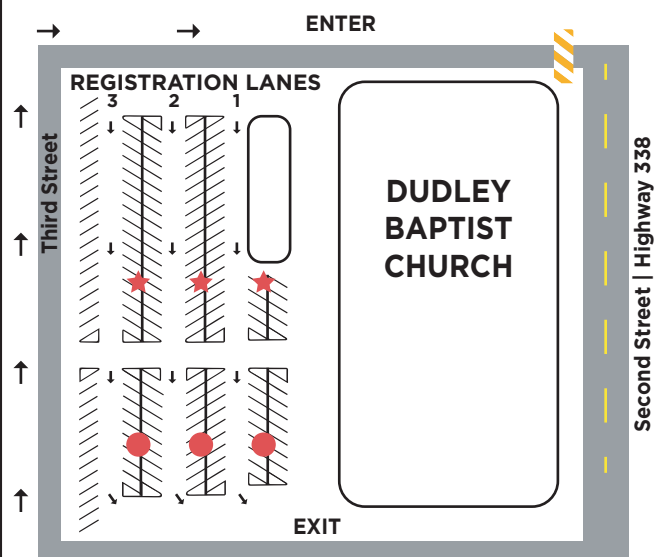 ENTER
REGISTRATION LANES
3 2 1
Third Street
DUDLEY
BAPTIST
CHURCH
Second Street | Highway 338
EXIT